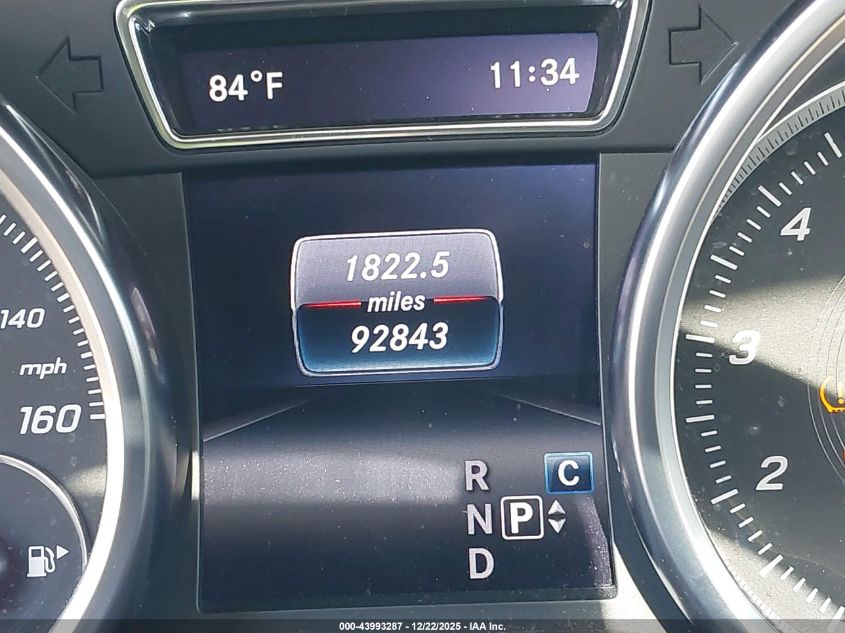 84°F 11:34
1822.5
miles
92843
140
mph
160
4
3
2
R C
N P
D
000-43993287 - 12/22/2025 - IAA Inc.